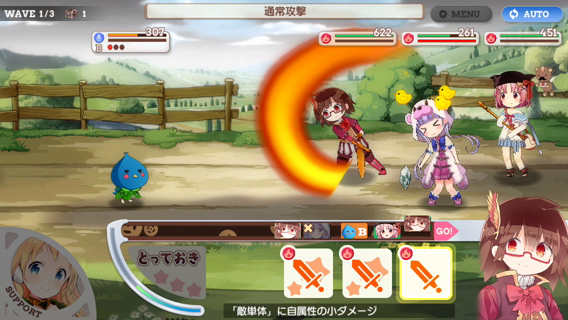 WAVE 1/3
1
通常攻撃
MENU
AUTO
307
B
622
261
451
B
GO!
とっておき
SUPPORT
「敵単体」に自属性の小ダメージ